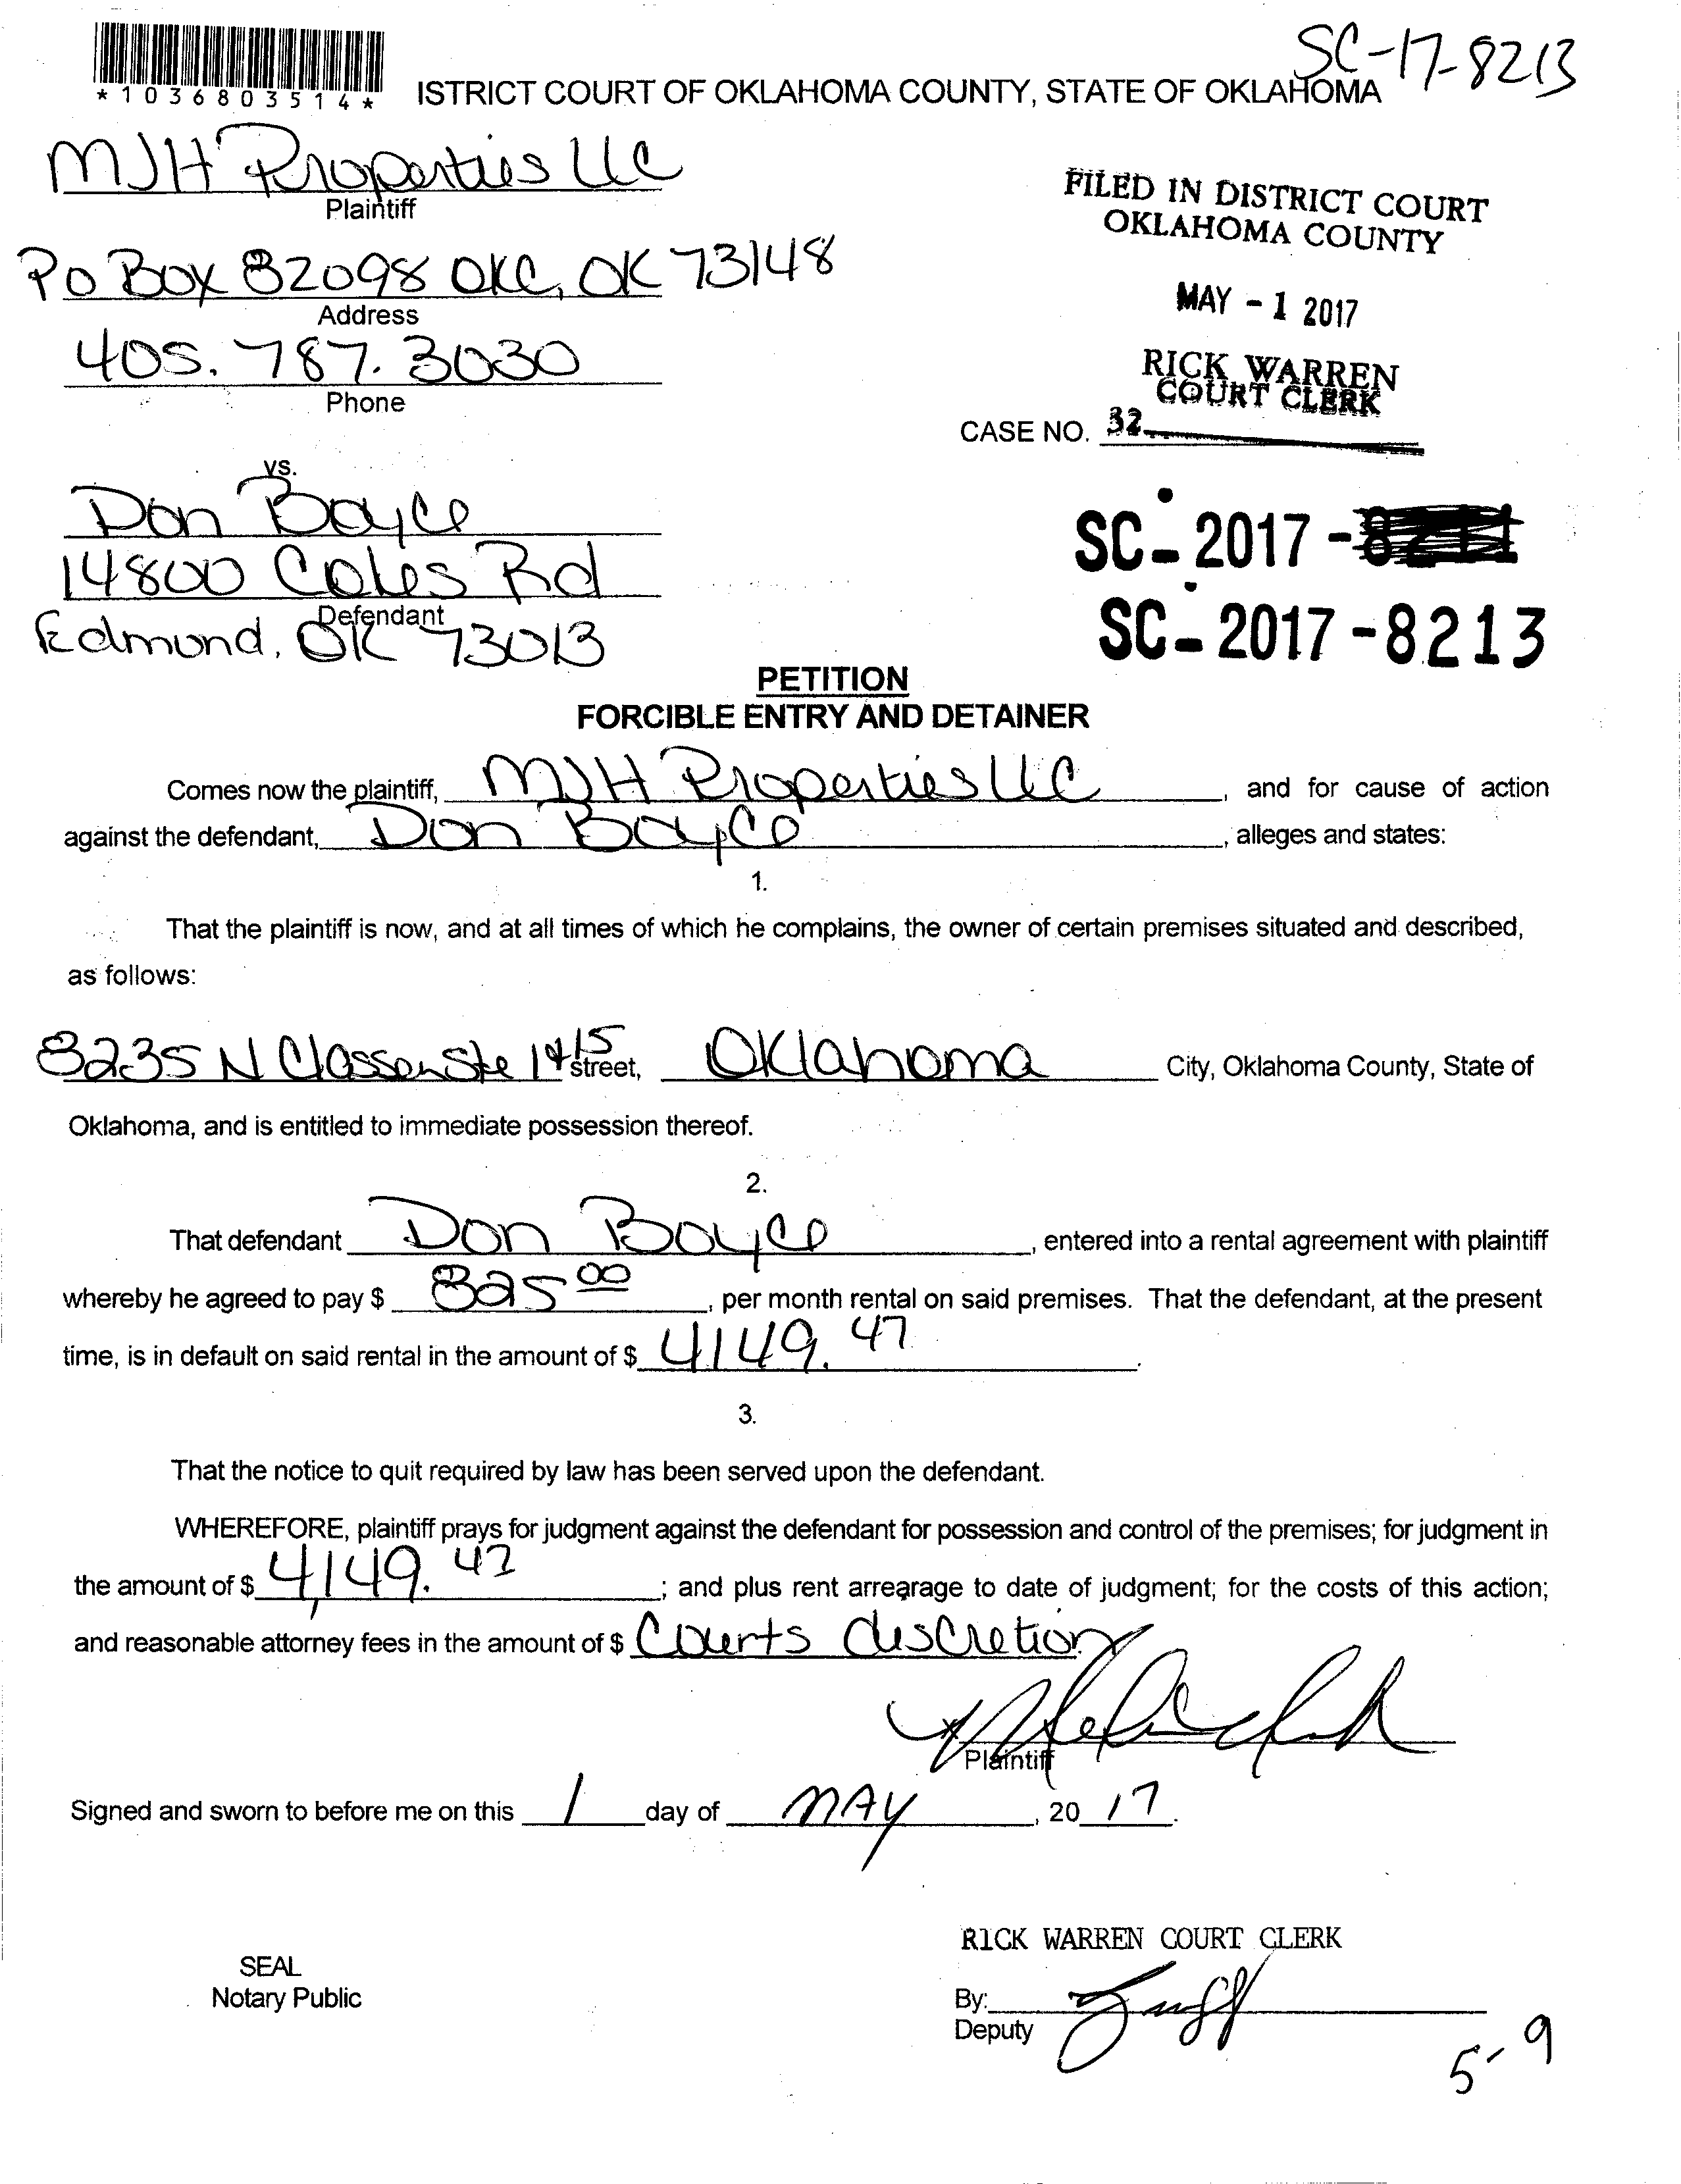 SC-17-8213
*1036803514*
ISTRICT COURT OF OKLAHOMA COUNTY, STATE OF OKLAHOMA
MJH Properties LLC
Plaintiff
PO Box 82098 OKC, OK 73148
Address
405. 787. 3030
Phone
FILED IN DISTRICT COURT
OKLAHOMA COUNTY
MAY - 1 2017
RICK WARREN
COURT CLERK
CASE NO. 32
vs.
Don Boyce
14800 Coles Rd
Defendant
Edmond, OK 73013
SC- 2017 -
SC- 2017 -8213
PETITION
FORCIBLE ENTRY AND DETAINER
Comes now the plaintiff, MJH Properties LLC, and for cause of action
against the defendant, Don Boyce, alleges and states:
1.
That the plaintiff is now, and at all times of which he complains, the owner of certain premises situated and described,
as follows:
8235 N Classen Ste 14 15 street, Oklahoma City, Oklahoma County, State of
Oklahoma, and is entitled to immediate possession thereof.
2.
That defendant Don Boyce, entered into a rental agreement with plaintiff
whereby he agreed to pay $ 825 00, per month rental on said premises. That the defendant, at the present
time, is in default on said rental in the amount of $ 4149. 47.
3.
That the notice to quit required by law has been served upon the defendant.
WHEREFORE, plaintiff prays for judgment against the defendant for possession and control of the premises; for judgment in
the amount of $ 4,149. 47; and plus rent arrearage to date of judgment; for the costs of this action;
and reasonable attorney fees in the amount of $ Courts discretion.
x
Plaintiff
Signed and sworn to before me on this 1 day of MAY, 20 17.
RICK WARREN COURT CLERK
SEAL
Notary Public
By:
Deputy
5-9